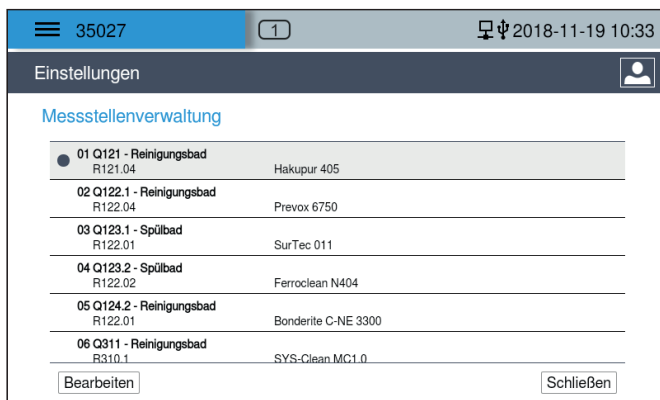 35027 1 2018-11-19 10:33
Einstellungen
Messstellenverwaltung
01 Q121 - Reinigungsbad
R121.04 Hakupur 405
02 Q122.1 - Reinigungsbad
R122.04 Prevox 6750
03 Q123.1 - Spülbad
R122.01 SurTec 011
04 Q123.2 - Spülbad
R122.02 Ferroclean N404
05 Q124.2 - Reinigungsbad
R122.01 Bonderite C-NE 3300
06 Q311 - Reinigungsbad
R310.1 SYS-Clean MC1.0
Bearbeiten Schließen